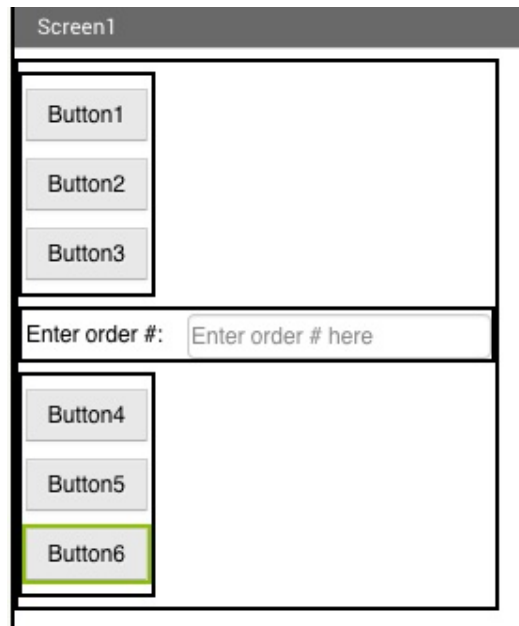 Screen1
Button1
Button2
Button3
Enter order #: Enter order # here
Button4
Button5
Button6